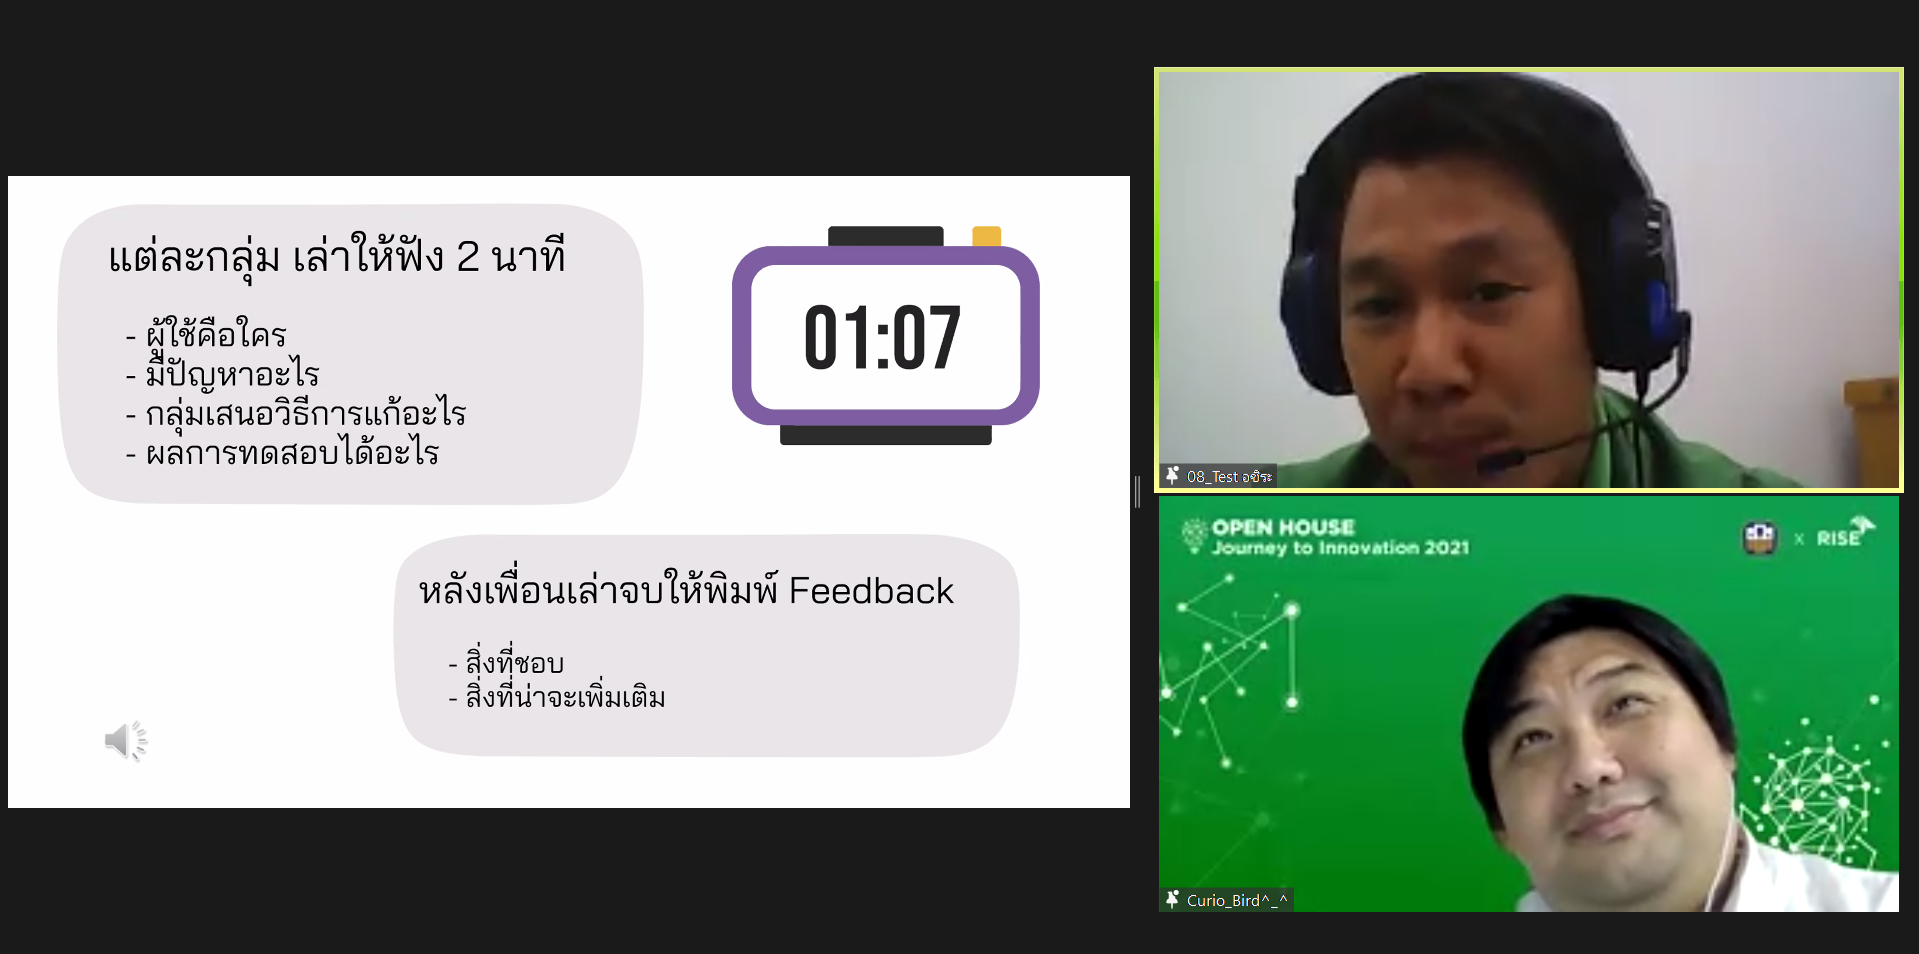 แต่ละกลุ่ม เล่าให้ฟัง 2 นาที
- ผู้ใช้คือใคร
- มีปัญหาอะไร
- กลุ่มเสนอวิธีการแก้อะไร
- ผลการทดสอบได้อะไร
01:07
หลังเพื่อนเล่าจบให้พิมพ์ Feedback
- สิ่งที่ชอบ
- สิ่งที่น่าจะเพิ่มเติม
08_Test อชิระ
OPEN HOUSE
Journey to Innovation 2021
x RISE
Curio_Bird^_^